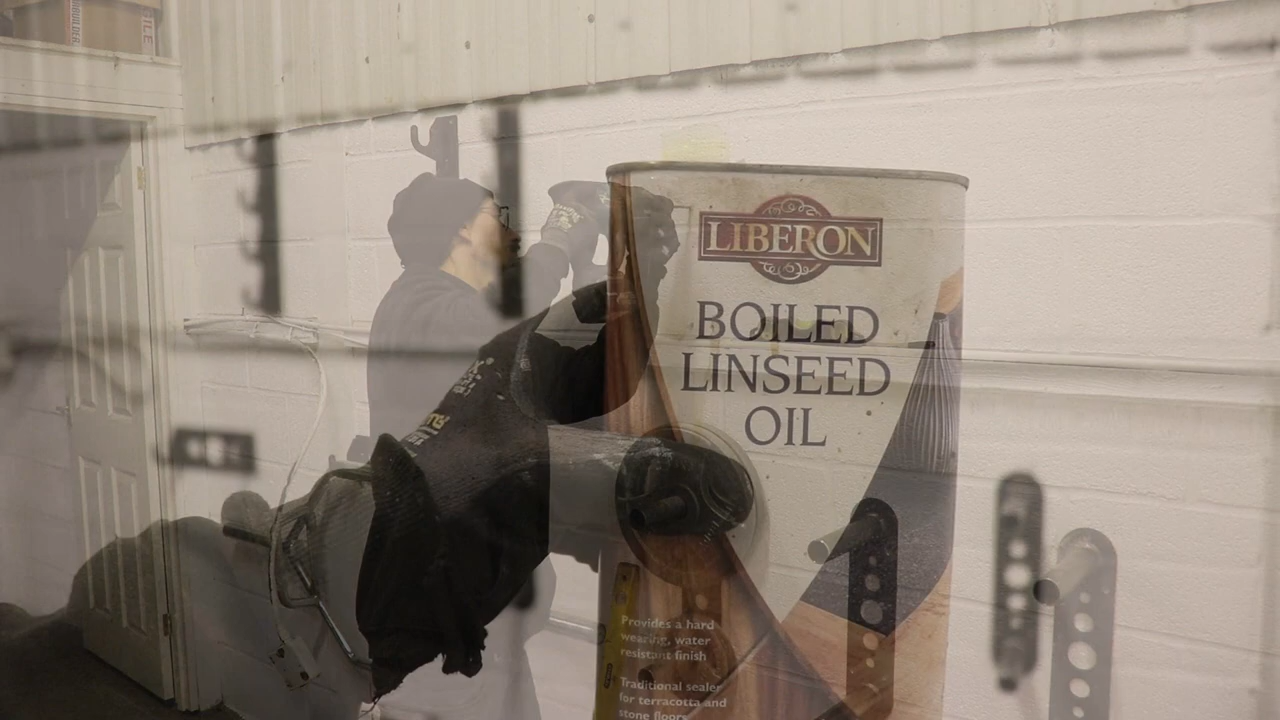 LIBERON
BOILED
LINSEED
OIL
Provides a hard
wearing, water
resistant finish
Traditional sealer
for terracotta and
stone floors